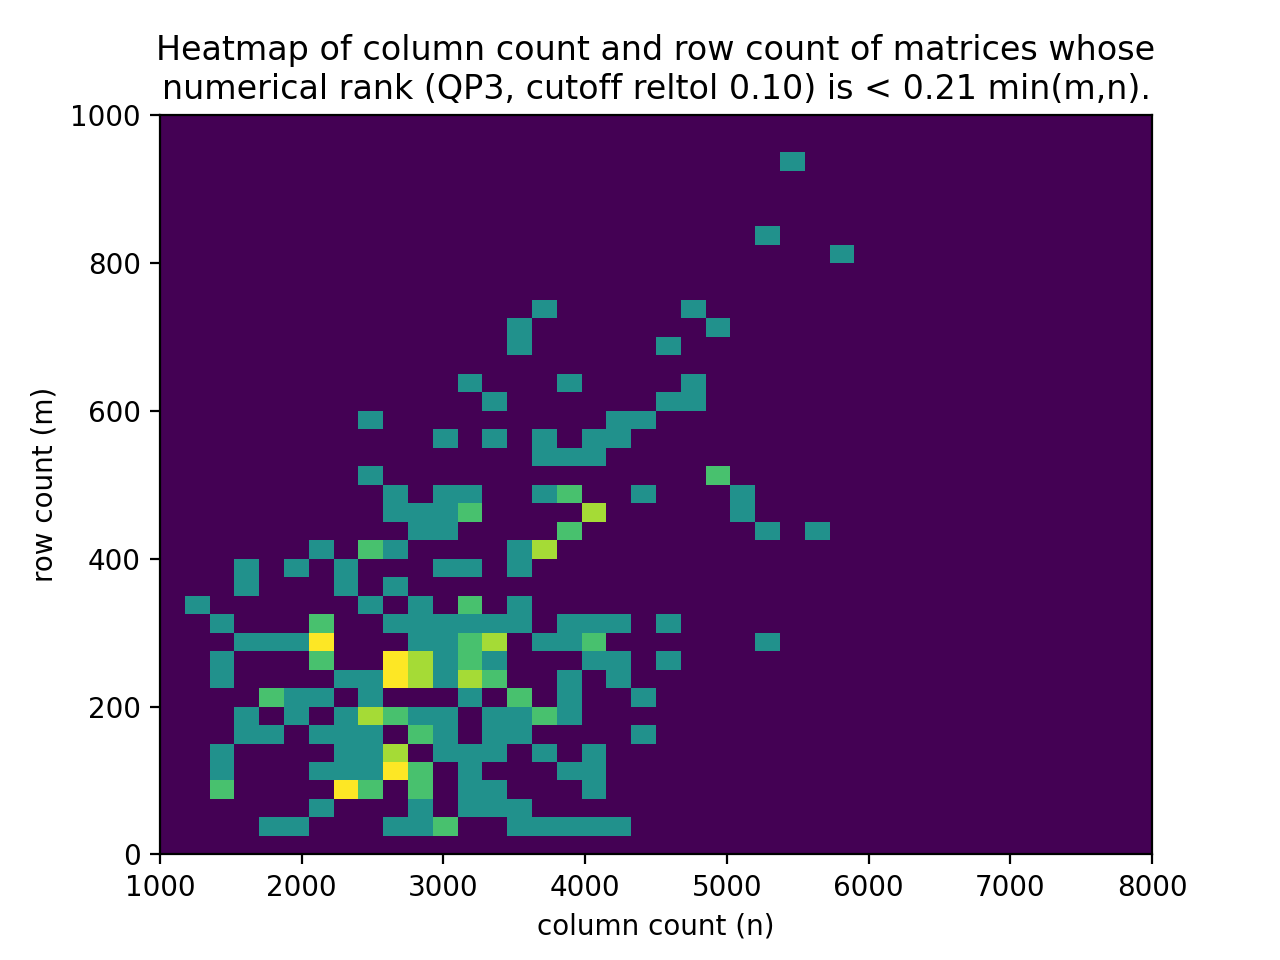 Heatmap of column count and row count of matrices whose
numerical rank (QP3, cutoff reltol 0.10) is < 0.21 min(m,n).
1000
800
600
400
200
0
row count (m)
1000 2000 3000 4000 5000 6000 7000 8000
column count (n)